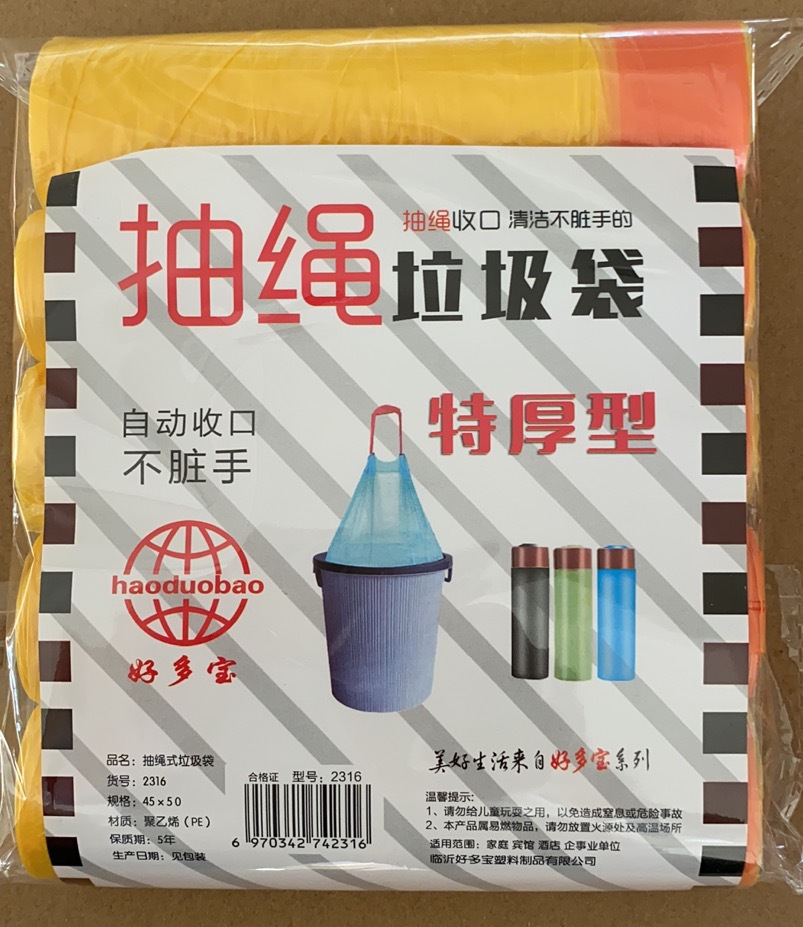 抽绳收口 清洁不脏手的
抽绳垃圾袋
特厚型
自动收口
不脏手
haoduobao
好多宝
品名：抽绳式垃圾袋
货号：2316
规格：45×50
材质：聚乙烯（PE）
保质期：5年
生产日期：见包装
合格证 型号：2316
6 970342 742316
美好生活来自好多宝系列
温馨提示：
1、请勿给儿童玩耍之用，以免造成窒息或危险事故
2、本产品属易燃物品，请勿放置火源处及高温场所
适用范围：家庭 宾馆 酒店 企事业单位
临沂好多宝塑料制品有限公司